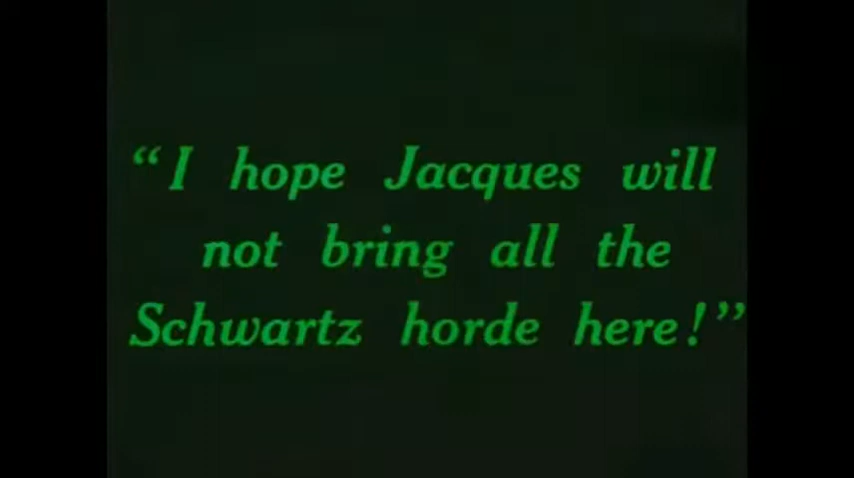 “I hope Jacques will
not bring all the
Schwartz horde here!”